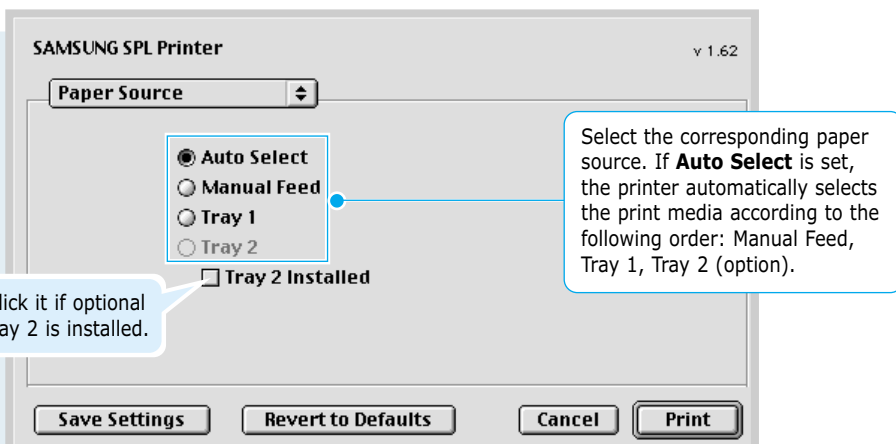 SAMSUNG SPL Printer
v 1.62
Paper Source
Auto Select
Manual Feed
Tray 1
Tray 2
Tray 2 Installed
Select the corresponding paper
source. If Auto Select is set,
the printer automatically selects
the print media according to the
following order: Manual Feed,
Tray 1, Tray 2 (option).
lick it if optional
ay 2 is installed.
Save Settings
Revert to Defaults
Cancel
Print